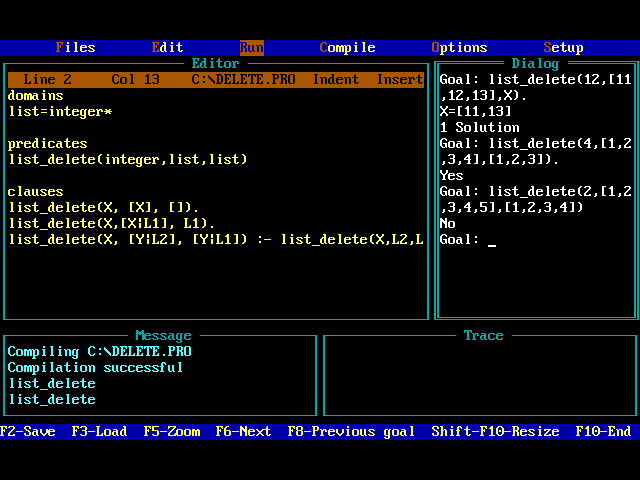 Files Edit Run Compile Options Setup
Editor
Line 2 Col 13 C:\DELETE.PRO Indent Insert
domains
list=integer*
predicates
list_delete(integer,list,list)
clauses
list_delete(X, [X], []).
list_delete(X,[X|L1], L1).
list_delete(X, [Y|L2], [Y|L1]) :- list_delete(X,L2,L
Dialog
Goal: list_delete(12,[11
,12,13],X).
X=[11,13]
1 Solution
Goal: list_delete(4,[1,2
,3,4],[1,2,3]).
Yes
Goal: list_delete(2,[1,2
,3,4,5],[1,2,3,4])
No
Goal: _
Message
Compiling C:\DELETE.PRO
Compilation successful
list_delete
list_delete
Trace
F2-Save F3-Load F5-Zoom F6-Next F8-Previous goal Shift-F10-Resize F10-End